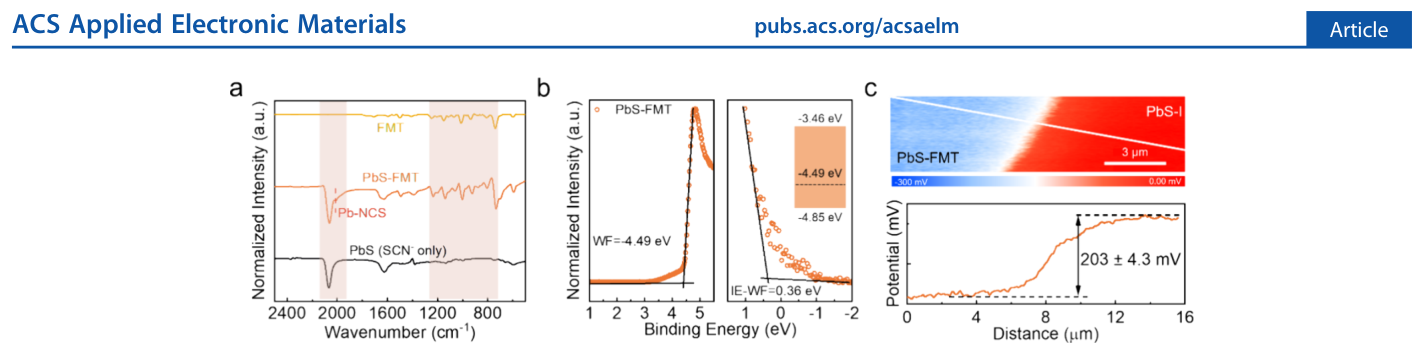 ACS Applied Electronic Materials
pubs.acs.org/acsaelm
Article
a
Normalized Intensity (a.u.)
FMT
PbS-FMT
Pb-NCS
PbS (SCN⁻ only)
2400 2000 1600 1200 800
Wavenumber (cm⁻¹)
b
Normalized Intensity (a.u.)
PbS-FMT
WF=-4.49 eV
1 2 3 4 5
Normalized Intensity (a.u.)
-3.46 eV
-4.49 eV
-4.85 eV
IE-WF=0.36 eV
1 0 1 -2
Binding Energy (eV)
c
PbS-I
PbS-FMT
3 μm
-300 mV
0.00 mV
Potential (mV)
203 ± 4.3 mV
0 4 8 12 16
Distance (μm)